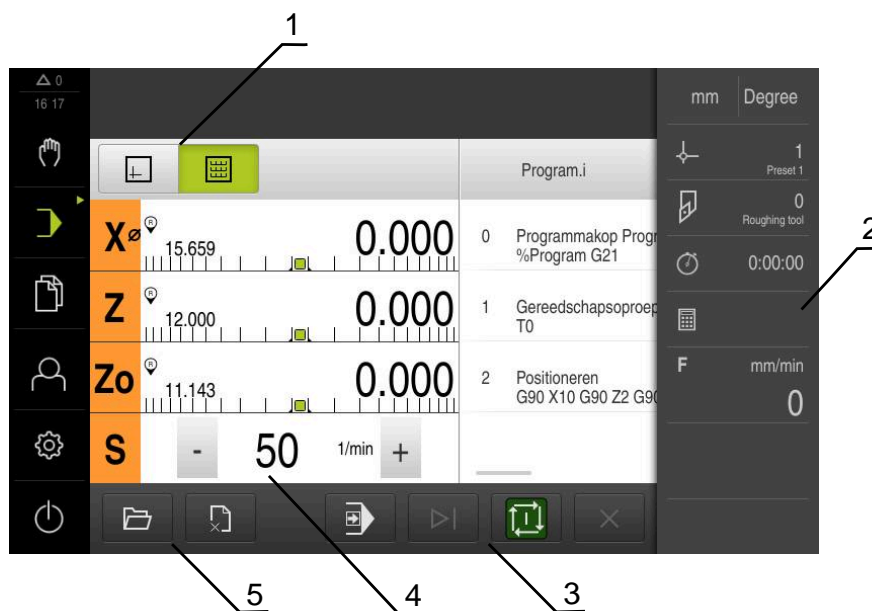 1
0
16 17
mm Degree
1
Preset 1
Program.i
0
Roughing tool
2
X⌀ R 15.659 0.000
0 Programmakop Progr
%Program G21
0:00:00
Z R 12.000 0.000
1 Gereedschapsoproep
T0
Zo R 11.143 0.000
2 Positioneren
G90 X10 G90 Z2 G90
F mm/min
0
S - 50 1/min +
5
4
3